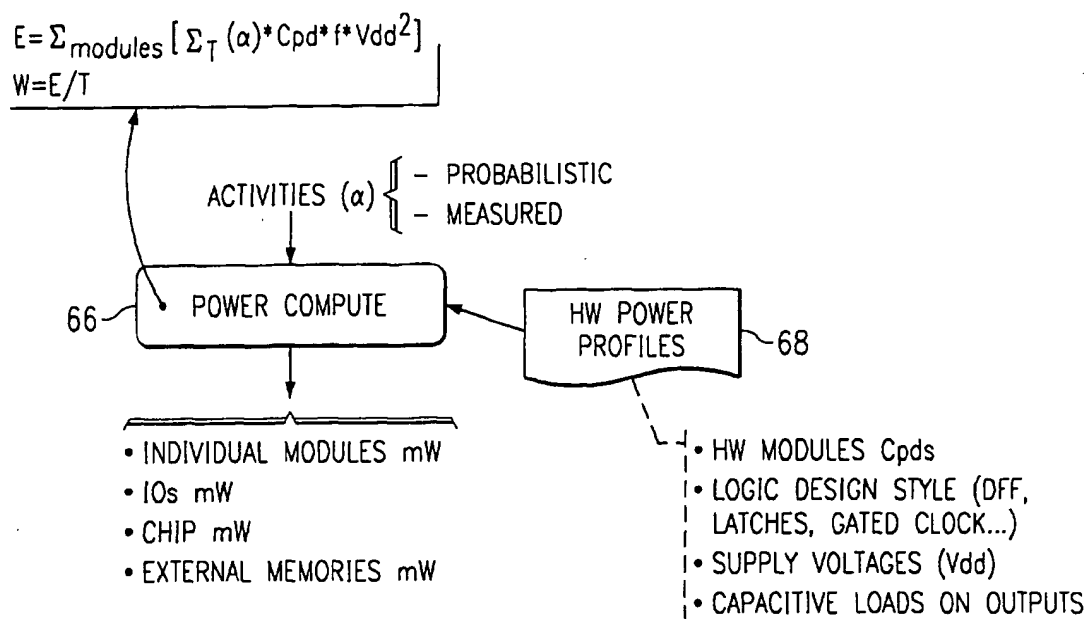 E=Σmodules[ΣT(α)*Cpd*f*Vdd²]
W=E/T
ACTIVITIES (α)
- PROBABILISTIC
- MEASURED
66
POWER COMPUTE
HW POWER
PROFILES
68
• INDIVIDUAL MODULES mW
• IOs mW
• CHIP mW
• EXTERNAL MEMORIES mW
• HW MODULES Cpds
• LOGIC DESIGN STYLE (DFF,
LATCHES, GATED CLOCK...)
• SUPPLY VOLTAGES (Vdd)
• CAPACITIVE LOADS ON OUTPUTS